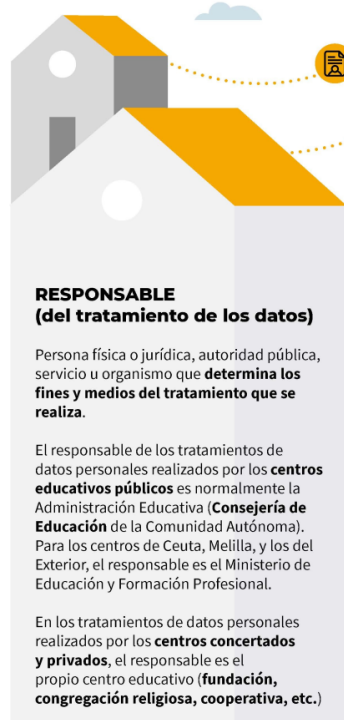 RESPONSABLE
(del tratamiento de los datos)
Persona física o jurídica, autoridad pública,
servicio u organismo que determina los
fines y medios del tratamiento que se
realiza.
El responsable de los tratamientos de
datos personales realizados por los centros
educativos públicos es normalmente la
Administración Educativa (Consejería de
Educación de la Comunidad Autónoma).
Para los centros de Ceuta, Melilla, y los del
Exterior, el responsable es el Ministerio de
Educación y Formación Profesional.
En los tratamientos de datos personales
realizados por los centros concertados
y privados, el responsable es el
propio centro educativo (fundación,
congregación religiosa, cooperativa, etc.)